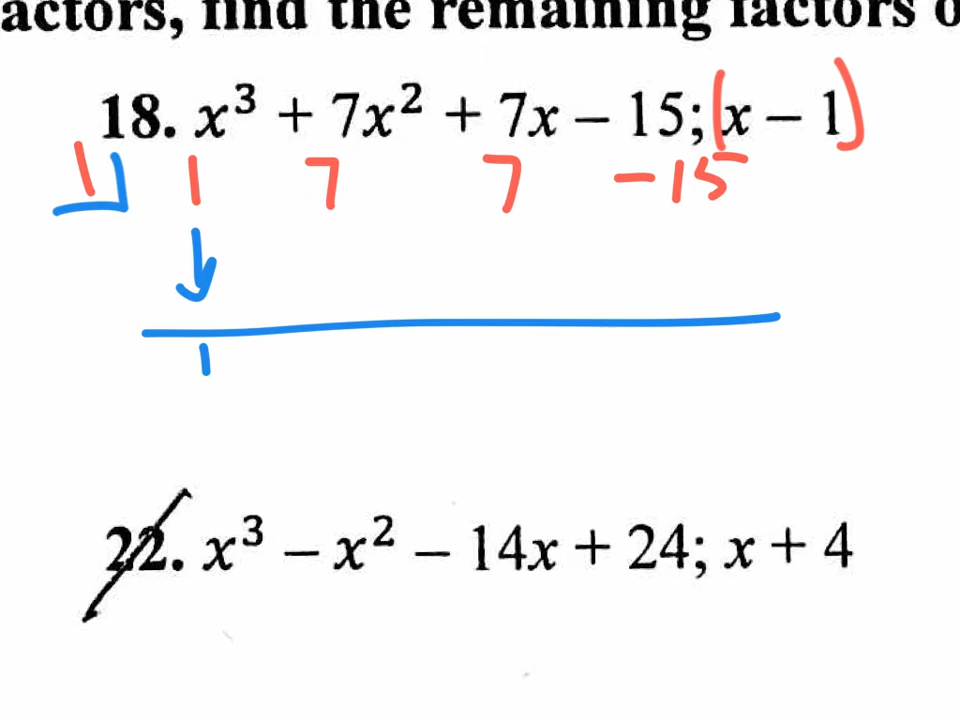 actors, find the remaining factors o
18. x³ + 7x² + 7x – 15; (x – 1)
1 1 7 7 -15
1
22. x³ – x² – 14x + 24; x + 4